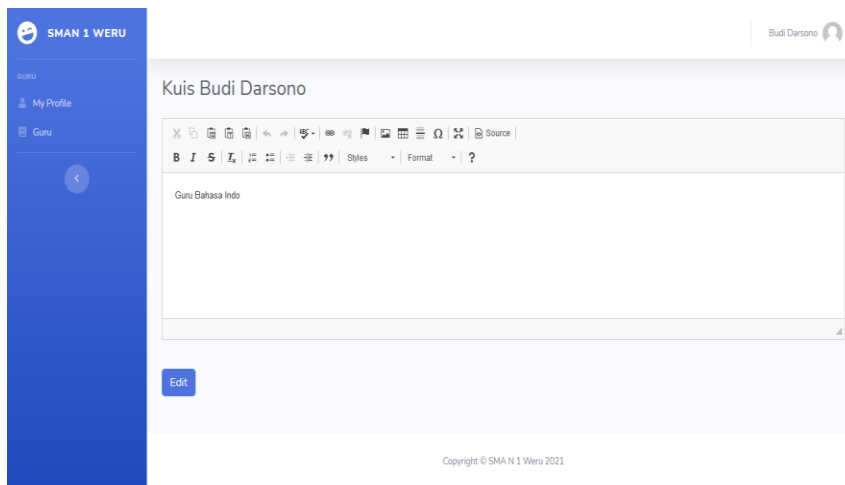 SMAN 1 WERU
Budi Darsono
GURU
My Profile
Guru
Kuis Budi Darsono
Source
B I S Ix Styles Format ?
Guru Bahasa Indo
Edit
Copyright © SMA N 1 Weru 2021